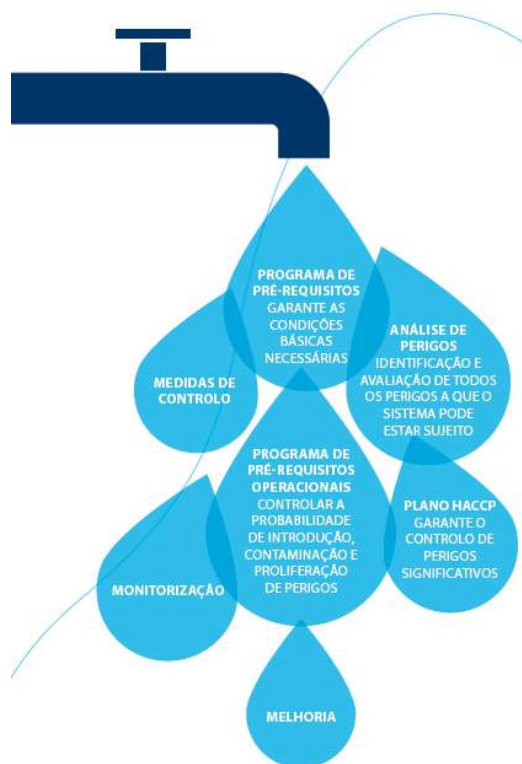 PROGRAMA DE
PRÉ-REQUISITOS
GARANTE AS
CONDIÇÕES
BÁSICAS
NECESSÁRIAS
ANÁLISE DE
PERIGOS
IDENTIFICAÇÃO E
AVALIAÇÃO DE TODOS
OS PERIGOS A QUE O
SISTEMA PODE
ESTAR SUJEITO
MEDIDAS DE
CONTROLO
PROGRAMA DE
PRÉ-REQUISITOS
OPERACIONAIS
CONTROLAR A
PROBABILIDADE
DE INTRODUÇÃO,
CONTAMINAÇÃO E
PROLIFERAÇÃO
DE PERIGOS
PLANO HACCP
GARANTE O
CONTROLO DE
PERIGOS
SIGNIFICATIVOS
MONITORIZAÇÃO
MELHORIA